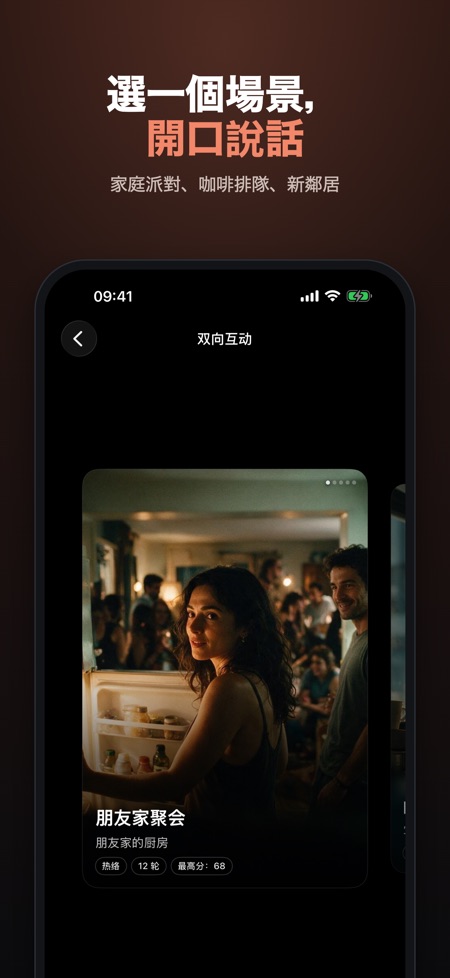 選一個場景,
開口說話
家庭派對、咖啡排隊、新鄰居
09:41
双向互动
朋友家聚会
朋友家的厨房
热络
12 轮
最高分：68